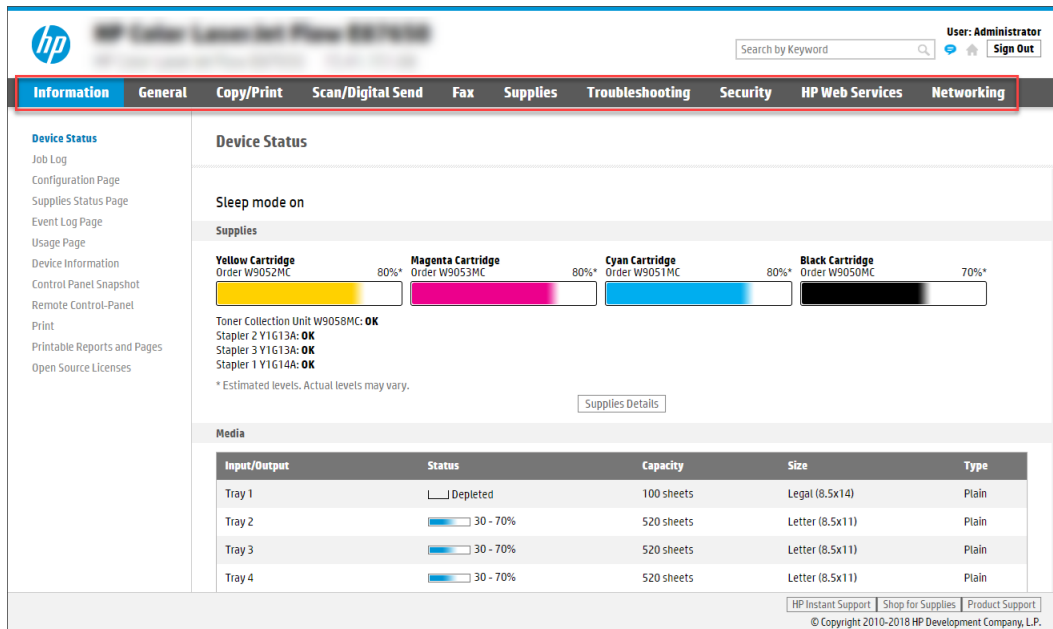 hp
User: Administrator
Search by Keyword
Sign Out
Information General Copy/Print Scan/Digital Send Fax Supplies Troubleshooting Security HP Web Services Networking
Device Status
Job Log
Configuration Page
Supplies Status Page
Event Log Page
Usage Page
Device Information
Control Panel Snapshot
Remote Control-Panel
Print
Printable Reports and Pages
Open Source Licenses
Device Status
Sleep mode on
Supplies
Yellow Cartridge
Order W9052MC 80%*
Magenta Cartridge
Order W9053MC 80%*
Cyan Cartridge
Order W9051MC 80%*
Black Cartridge
Order W9050MC 70%*
Toner Collection Unit W9058MC: OK
Stapler 2 Y1G13A: OK
Stapler 3 Y1G13A: OK
Stapler 1 Y1G14A: OK
* Estimated levels. Actual levels may vary.
Supplies Details
Media
Input/Output Status Capacity Size Type
Tray 1 Depleted 100 sheets Legal (8.5x14) Plain
Tray 2 30 - 70% 520 sheets Letter (8.5x11) Plain
Tray 3 30 - 70% 520 sheets Letter (8.5x11) Plain
Tray 4 30 - 70% 520 sheets Letter (8.5x11) Plain
HP Instant Support Shop for Supplies Product Support
© Copyright 2010-2018 HP Development Company, L.P.